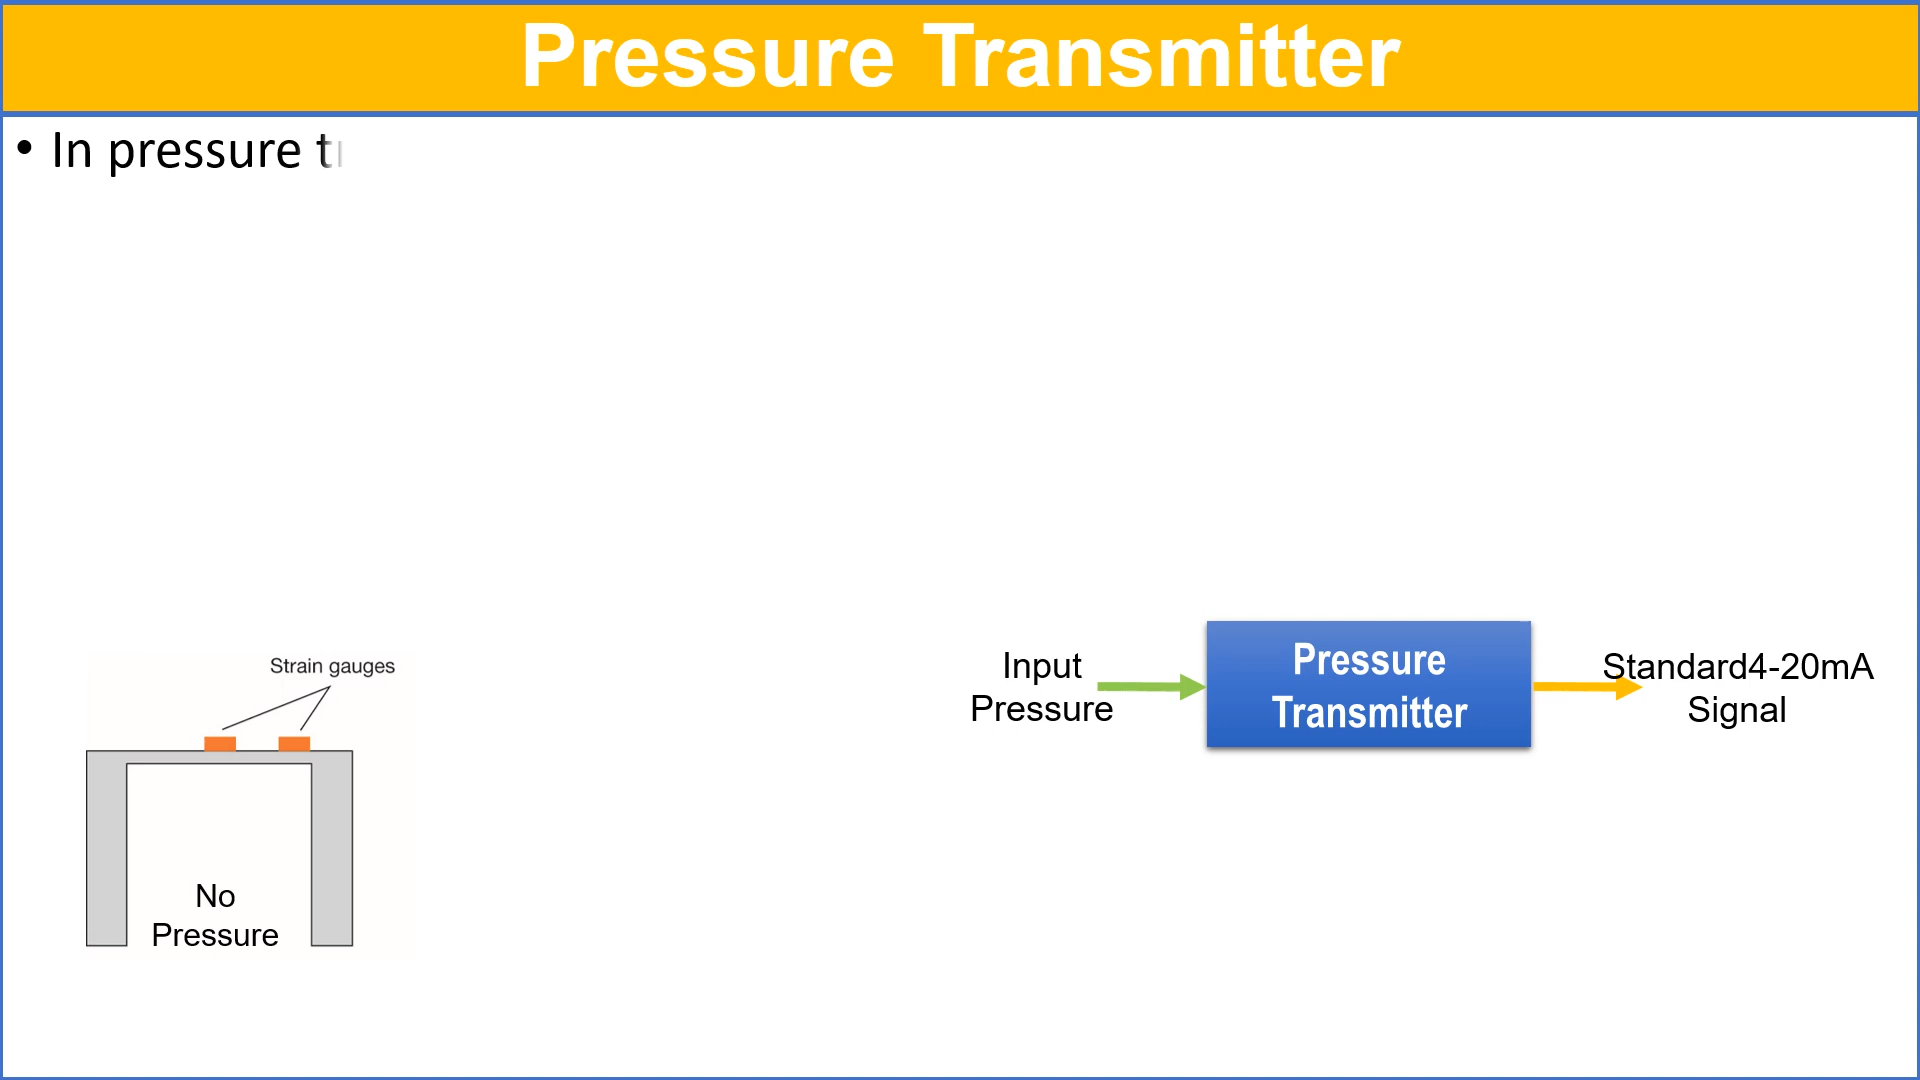 Pressure Transmitter
• In pressure t
Strain gauges
No
Pressure
Input
Pressure
Pressure
Transmitter
Standard4-20mA
Signal